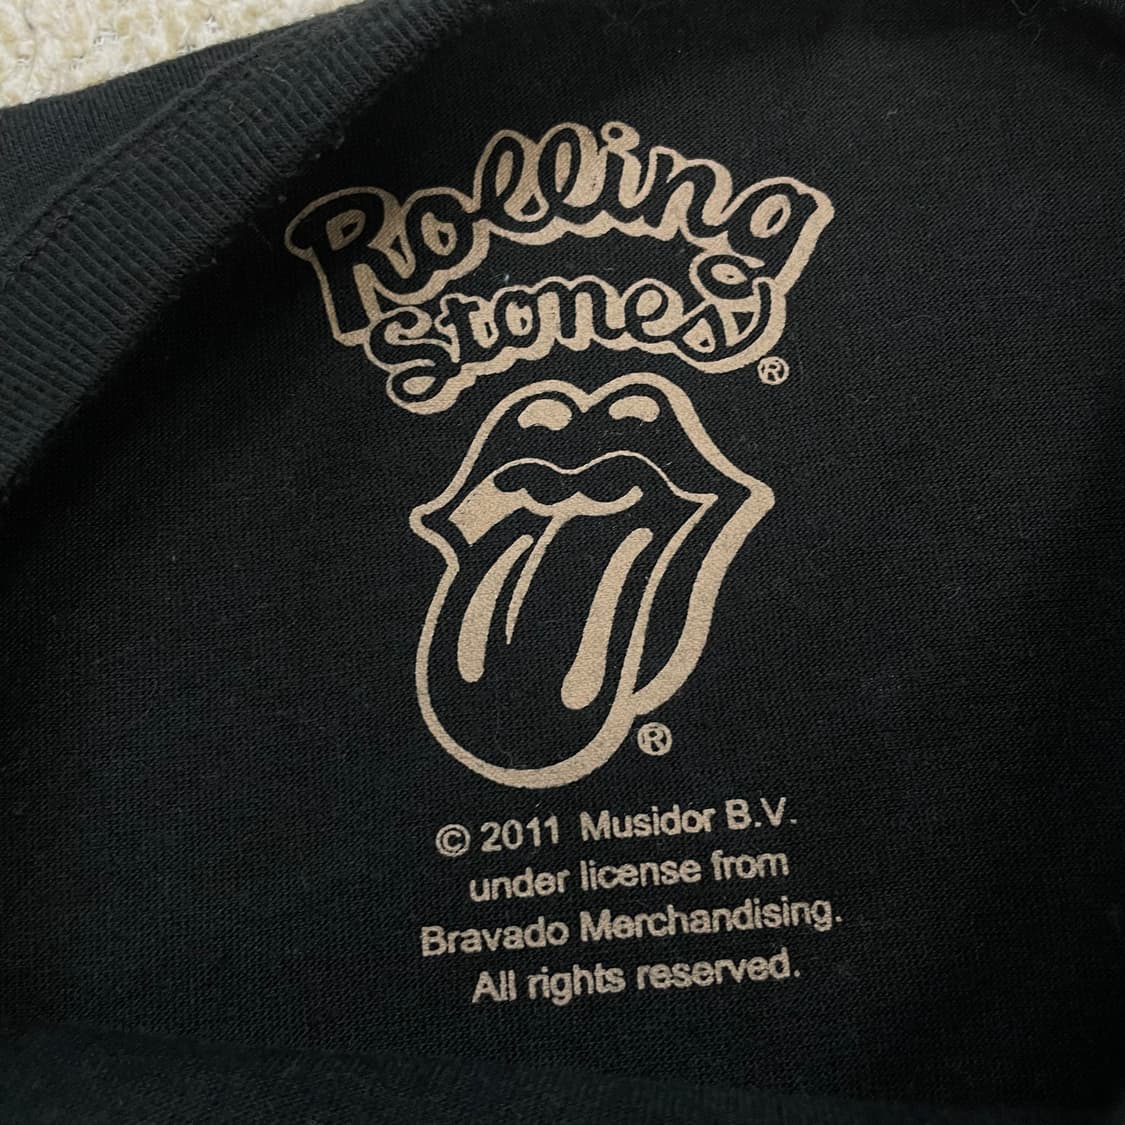 Rolling
Stones®
®
© 2011 Musidor B.V.
under license from
Bravado Merchandising.
All rights reserved.